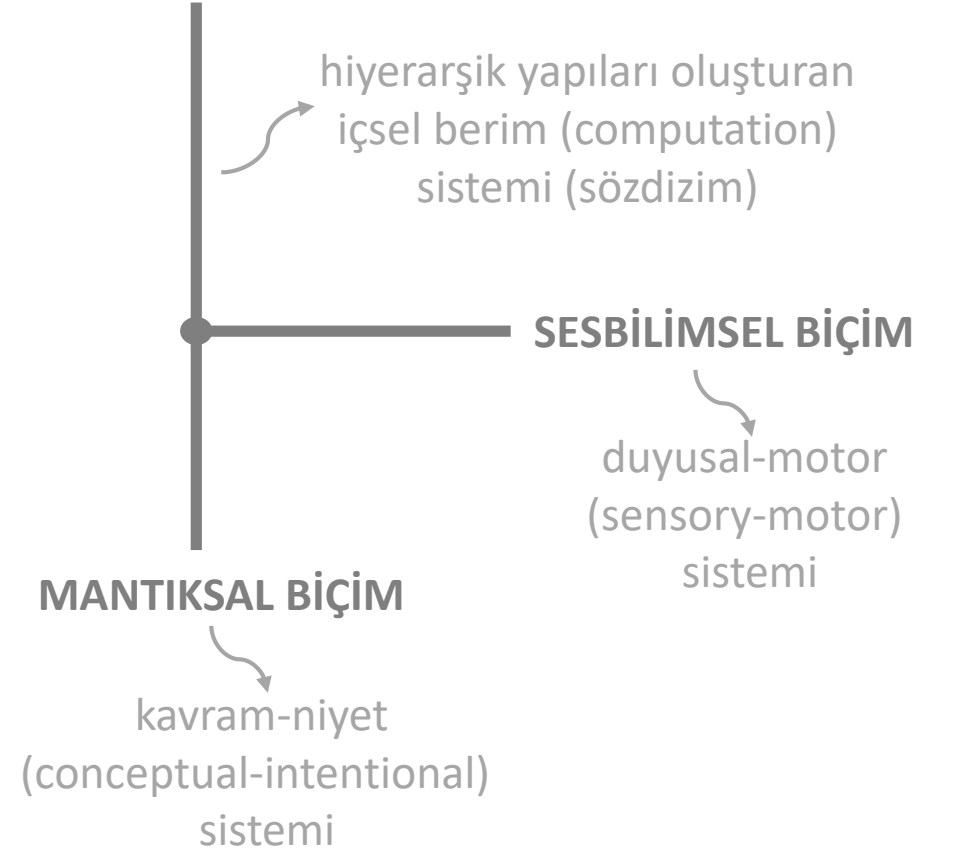 hiyerarşik yapıları oluşturan
içsel berim (computation)
sistemi (sözdizim)
SESBİLİMSEL BİÇİM
duyusal-motor
(sensory-motor)
sistemi
MANTIKSAL BİÇİM
kavram-niyet
(conceptual-intentional)
sistemi